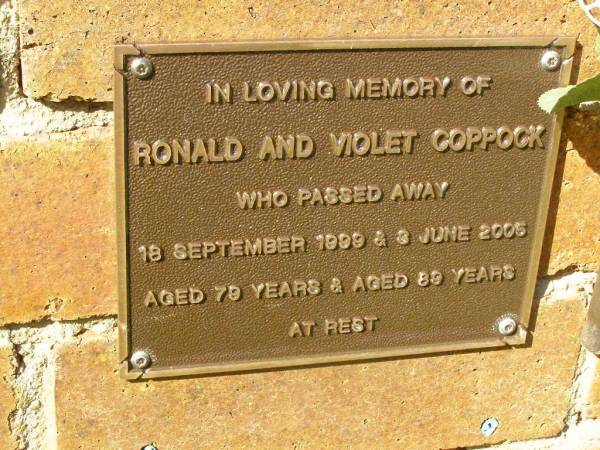 IN LOVING MEMORY OF
RONALD AND VIOLET COPPOCK
WHO PASSED AWAY
18 SEPTEMBER 1999 & 3 JUNE 2005
AGED 79 YEARS & AGED 89 YEARS
AT REST